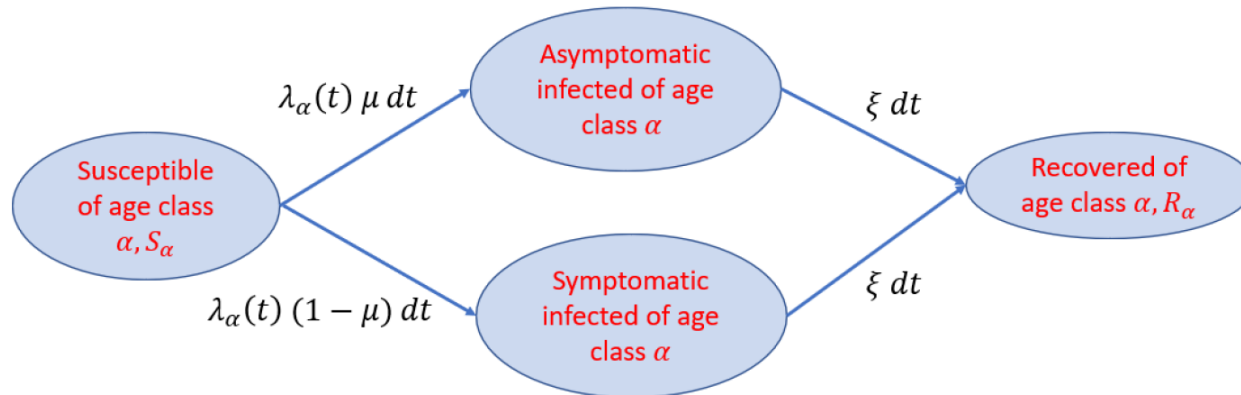 Asymptomatic
infected of age
class α
λ_α(t) μ dt
ξ dt
Susceptible
of age class
α, S_α
Recovered of
age class α, R_α
λ_α(t) (1 − μ) dt
Symptomatic
infected of age
class α
ξ dt